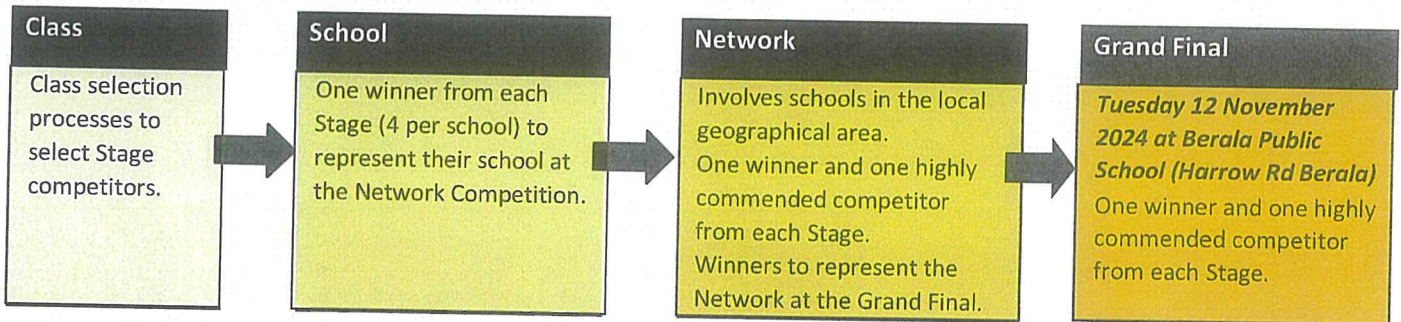 Class
Class selection
processes to
select Stage
competitors.
School
One winner from each
Stage (4 per school) to
represent their school at
the Network Competition.
Network
Involves schools in the local
geographical area.
One winner and one highly
commended competitor
from each Stage.
Winners to represent the
Network at the Grand Final.
Grand Final
Tuesday 12 November
2024 at Berala Public
School (Harrow Rd Berala)
One winner and one highly
commended competitor
from each Stage.